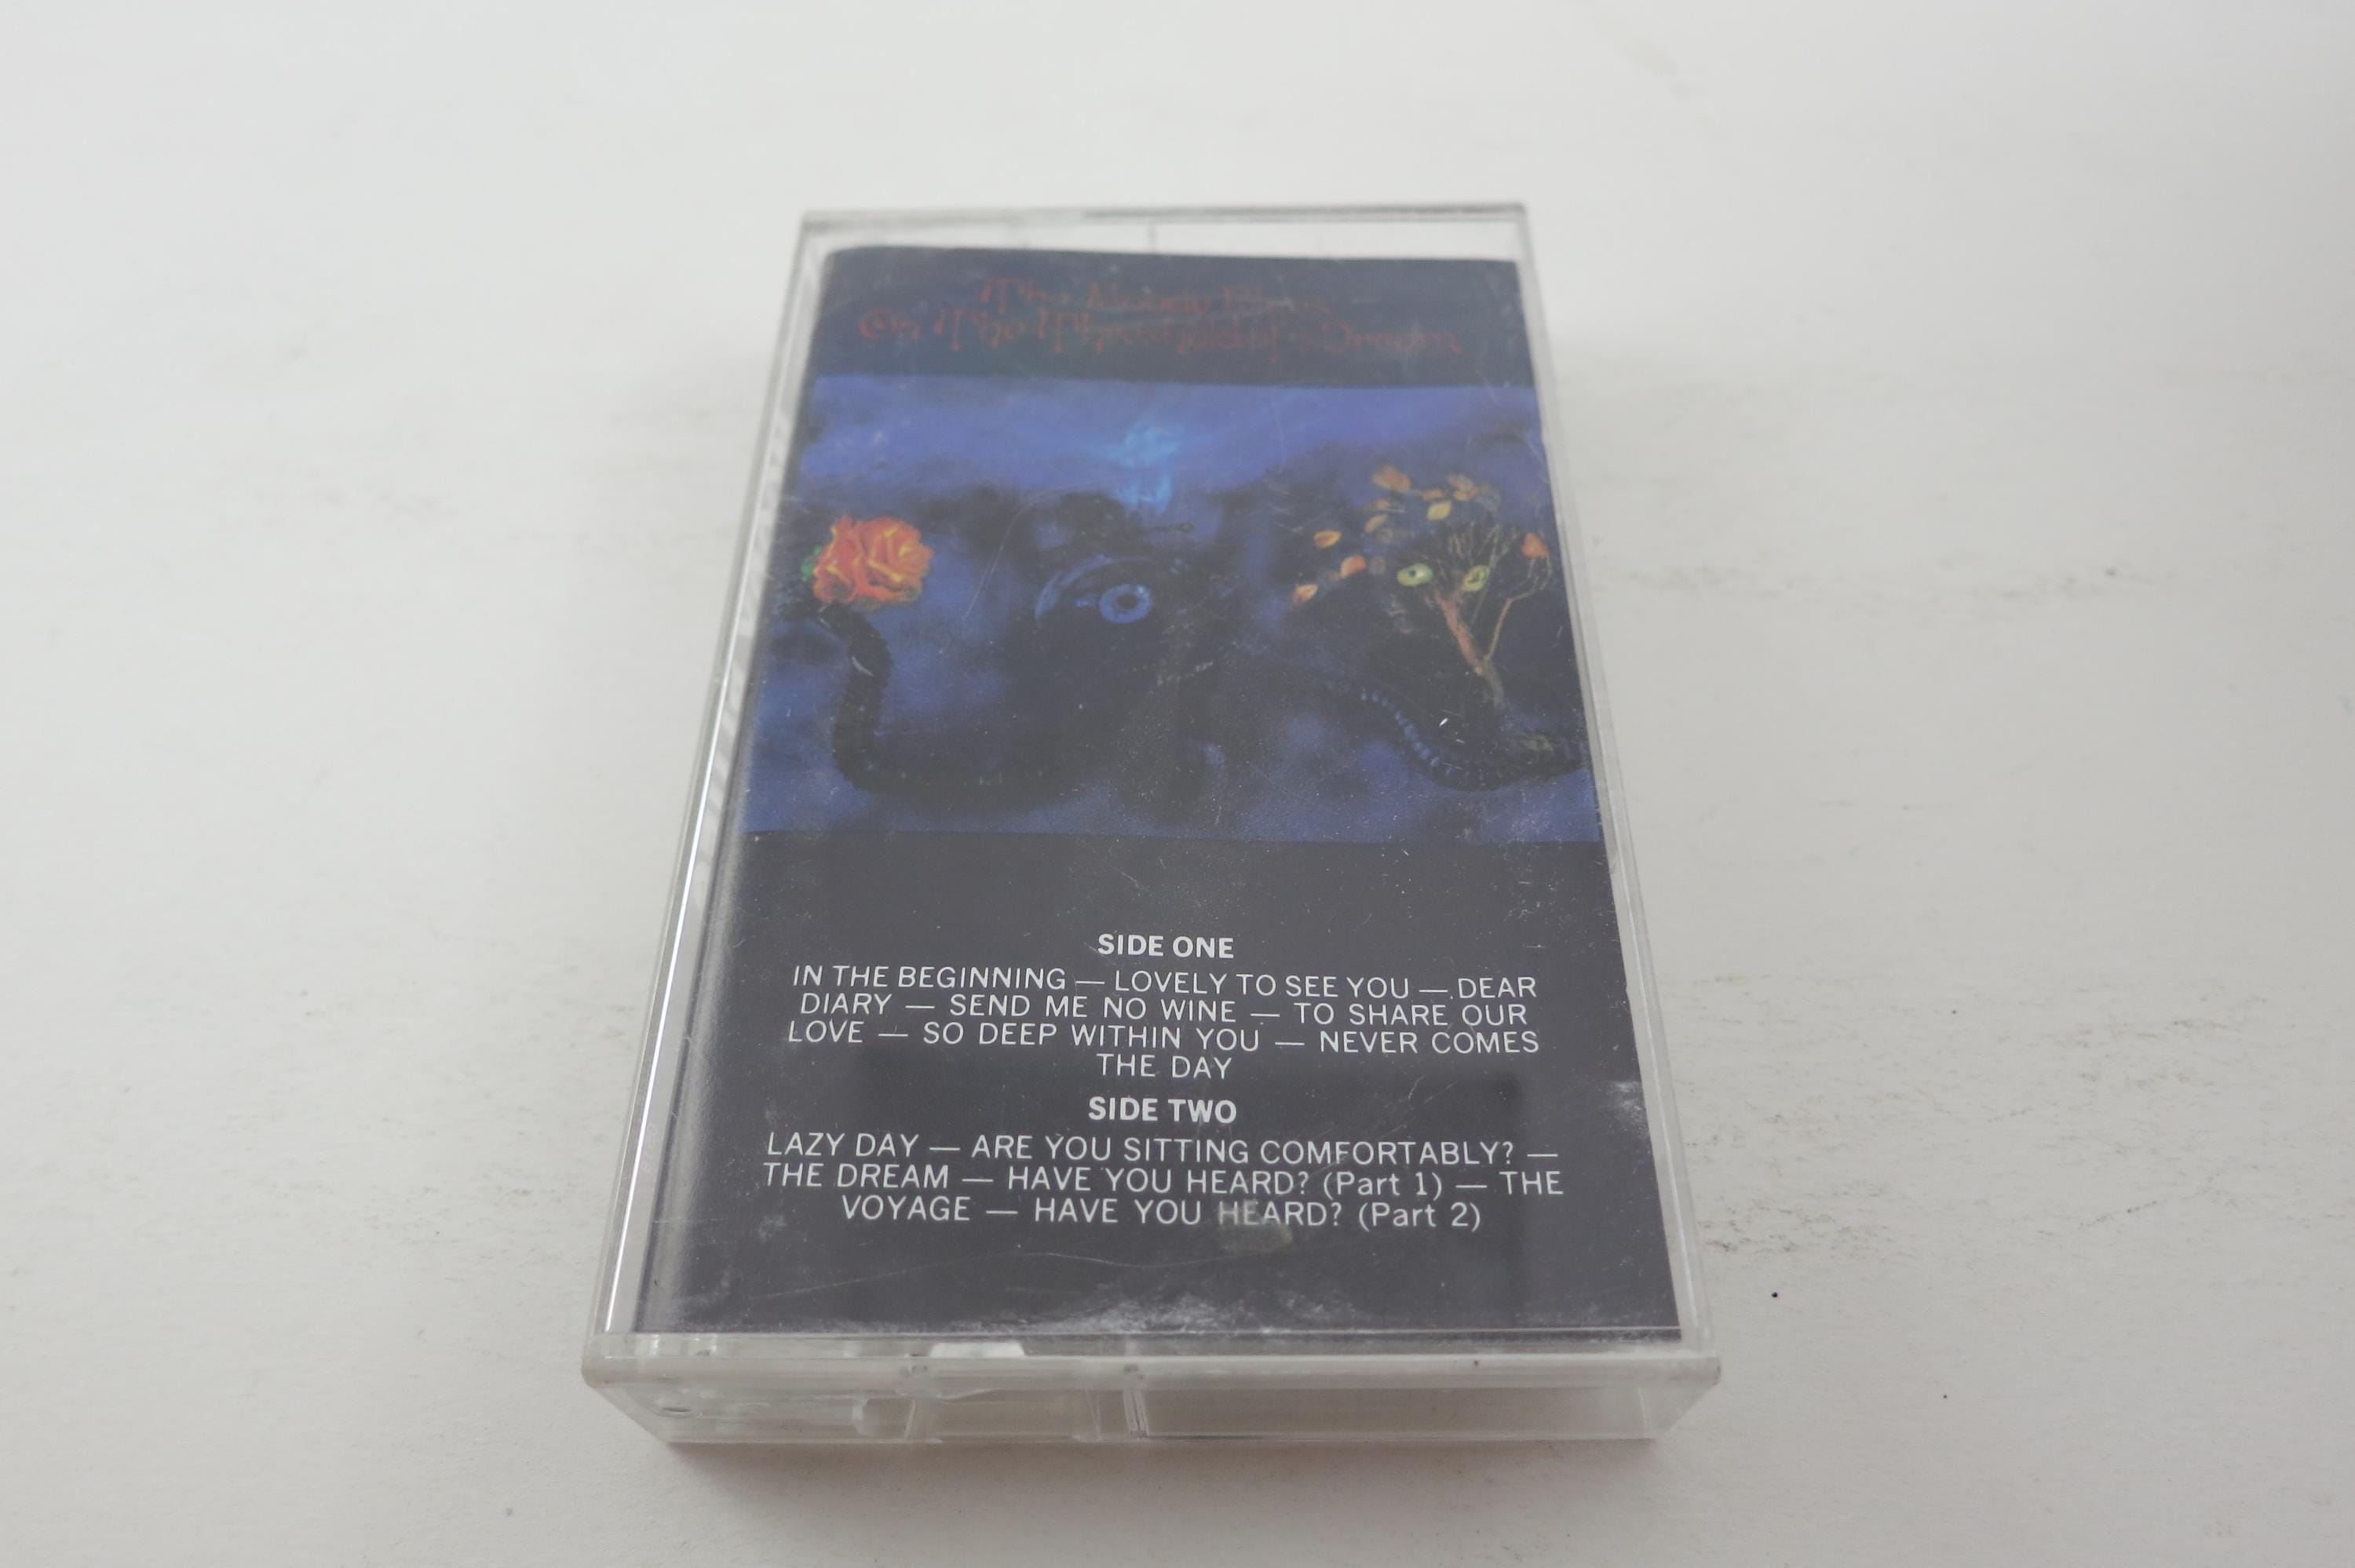 The Moody Blues
On The Threshold of a Dream
SIDE ONE
IN THE BEGINNING — LOVELY TO SEE YOU — DEAR
DIARY — SEND ME NO WINE — TO SHARE OUR
LOVE — SO DEEP WITHIN YOU — NEVER COMES
THE DAY
SIDE TWO
LAZY DAY — ARE YOU SITTING COMFORTABLY? —
THE DREAM — HAVE YOU HEARD? (Part 1) — THE
VOYAGE — HAVE YOU HEARD? (Part 2)